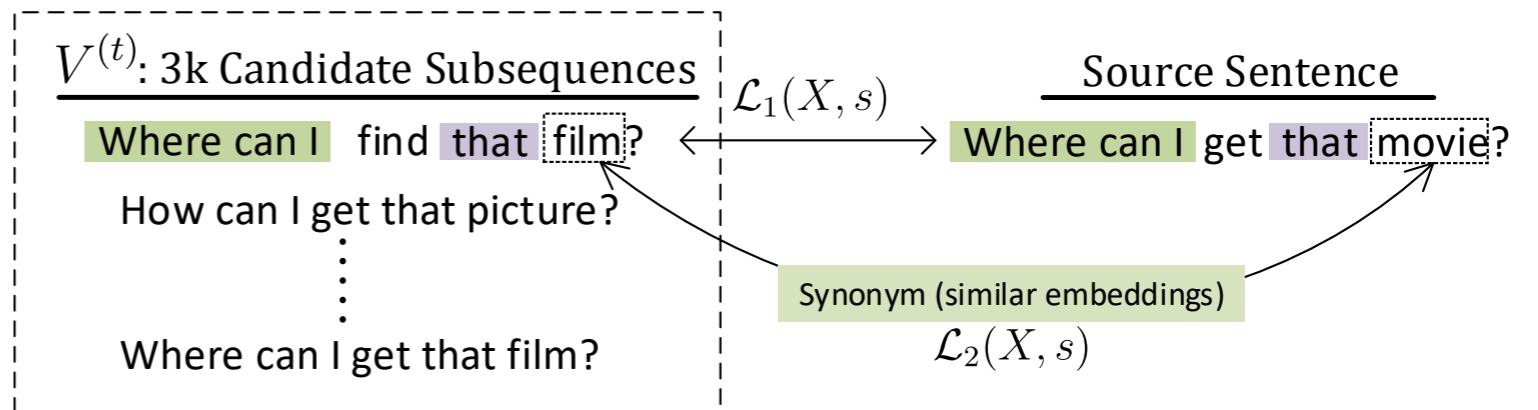 V^{(t)}: 3k Candidate Subsequences
Where can I find that film?
How can I get that picture?
Where can I get that film?
ℒ₁(X, s)
Source Sentence
Where can I get that movie?
Synonym (similar embeddings)
ℒ₂(X, s)